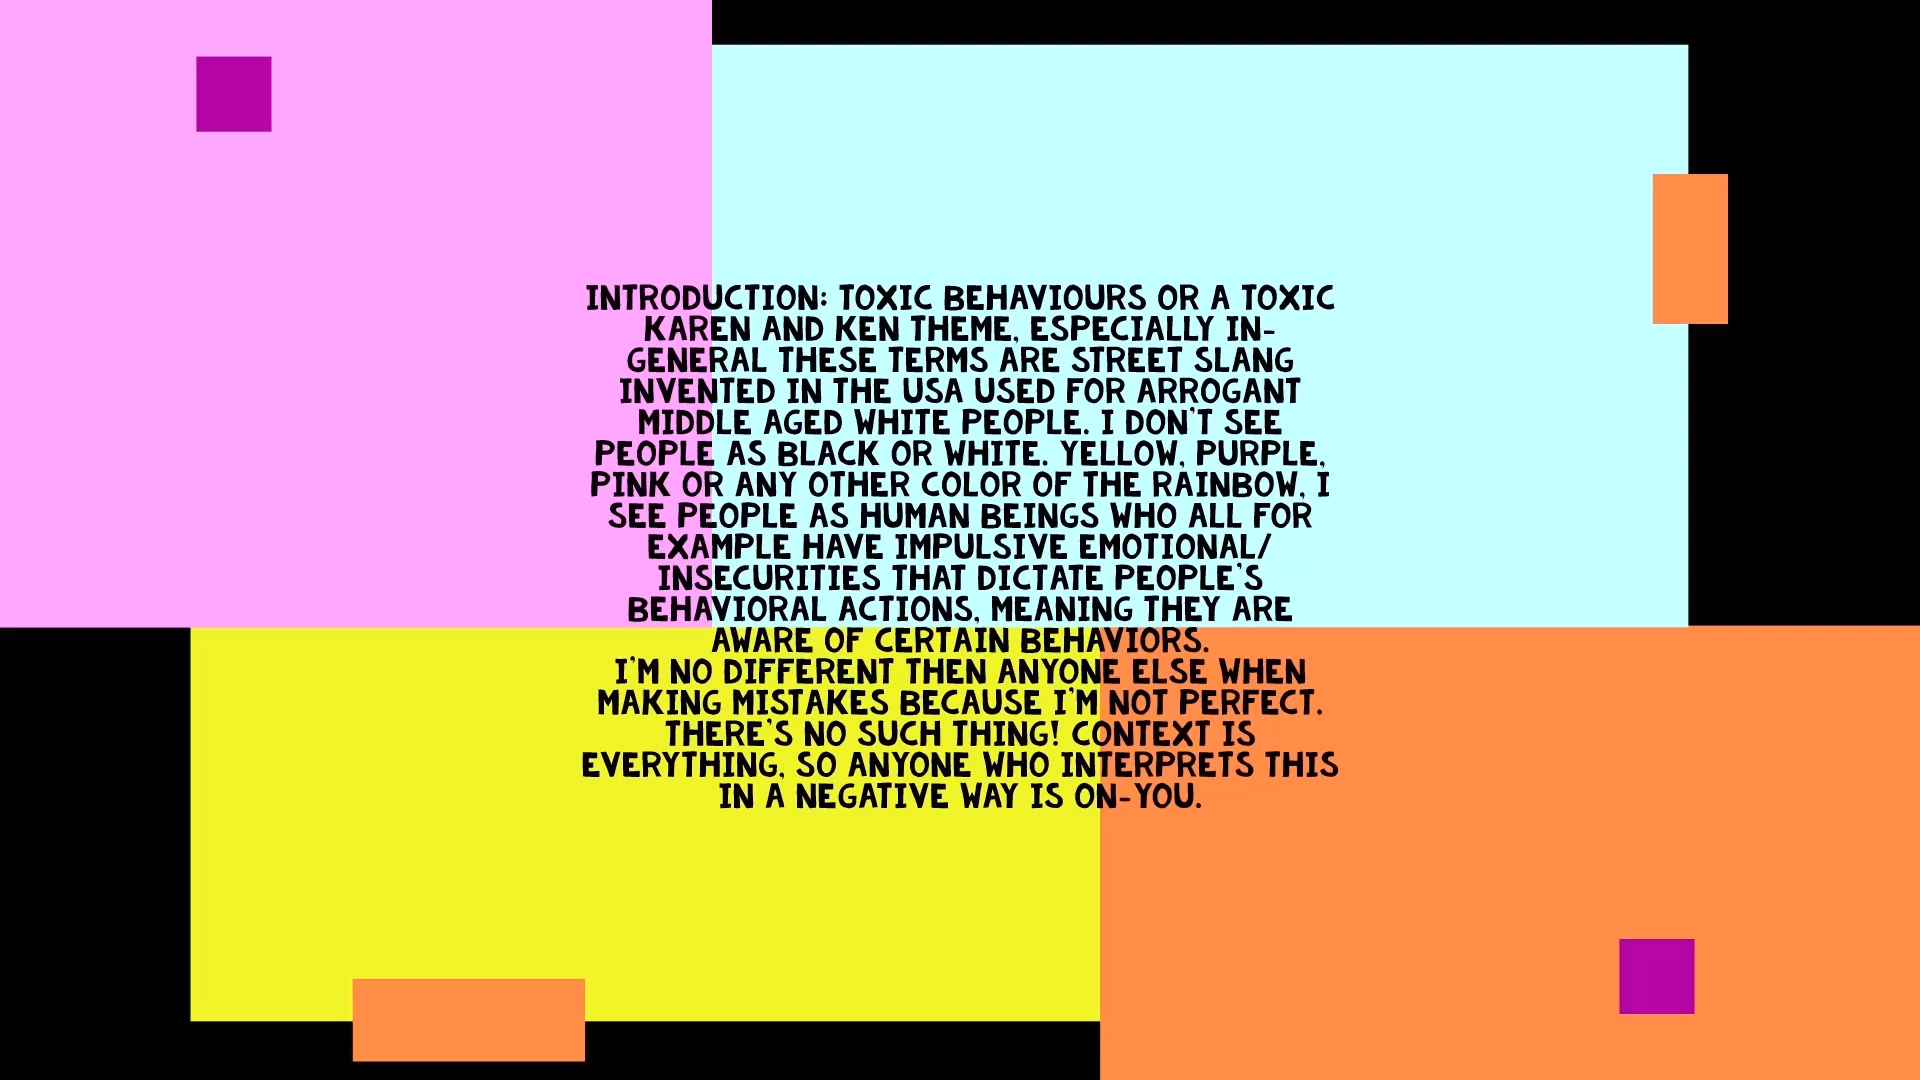 INTRODUCTION: TOXIC BEHAVIOURS OR A TOXIC
KAREN AND KEN THEME, ESPECIALLY IN-
GENERAL THESE TERMS ARE STREET SLANG
INVENTED IN THE USA USED FOR ARROGANT
MIDDLE AGED WHITE PEOPLE. I DON'T SEE
PEOPLE AS BLACK OR WHITE. YELLOW, PURPLE,
PINK OR ANY OTHER COLOR OF THE RAINBOW, I
SEE PEOPLE AS HUMAN BEINGS WHO ALL FOR
EXAMPLE HAVE IMPULSIVE EMOTIONAL/
INSECURITIES THAT DICTATE PEOPLE'S
BEHAVIORAL ACTIONS, MEANING THEY ARE
AWARE OF CERTAIN BEHAVIORS.
I'M NO DIFFERENT THEN ANYONE ELSE WHEN
MAKING MISTAKES BECAUSE I'M NOT PERFECT.
THERE'S NO SUCH THING! CONTEXT IS
EVERYTHING, SO ANYONE WHO INTERPRETS THIS
IN A NEGATIVE WAY IS ON-YOU.